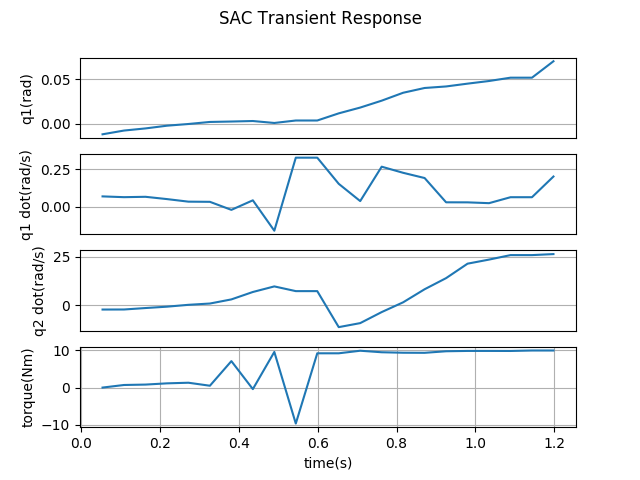 SAC Transient Response
q1(rad)
0.05
0.00
q1 dot(rad/s)
0.25
0.00
q2 dot(rad/s)
25
0
torque(Nm)
10
0
−10
0.0 0.2 0.4 0.6 0.8 1.0 1.2
time(s)